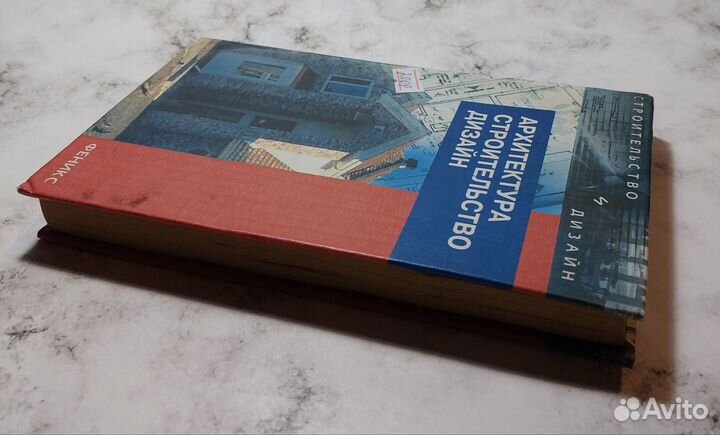 СТРОИТЕЛЬСТВО
И ДИЗАЙН
АРХИТЕКТУРА
СТРОИТЕЛЬСТВО
ДИЗАЙН
ФЕНИКС
Avito